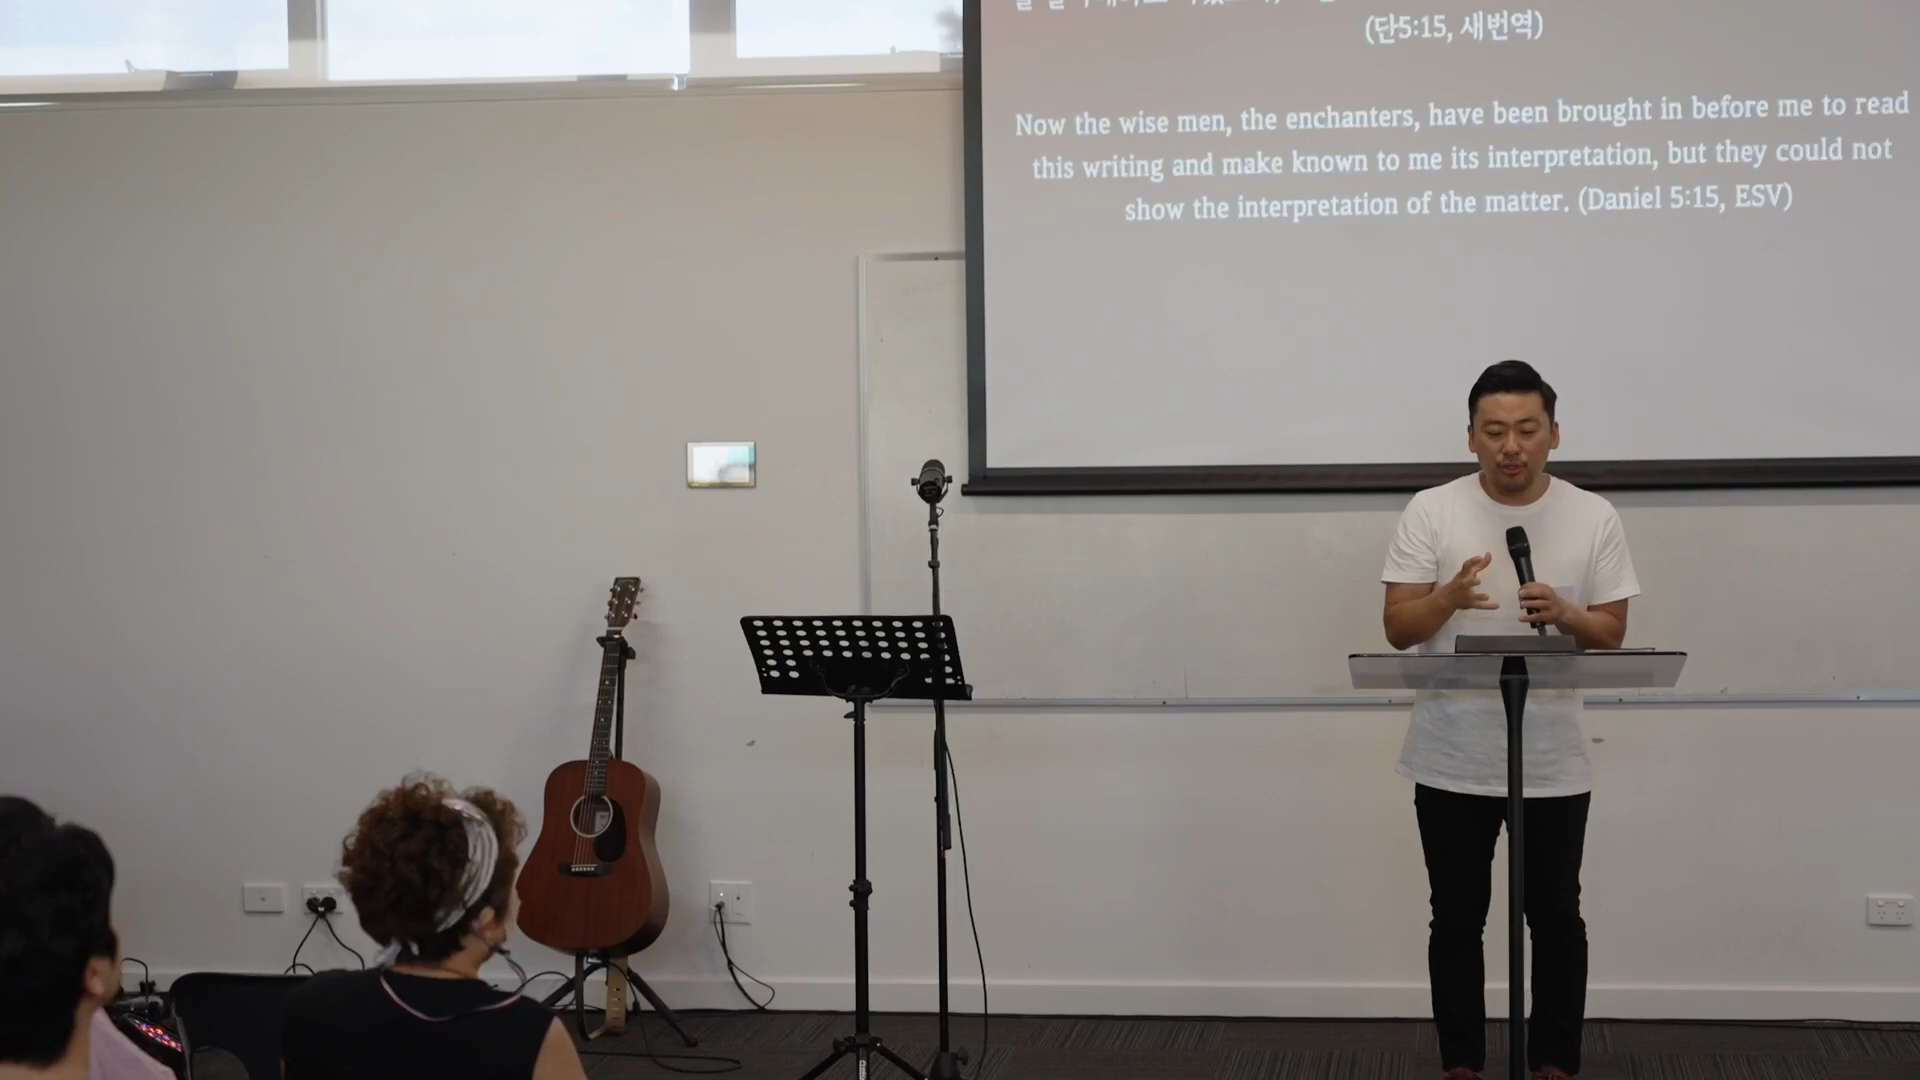 (단5:15, 새번역)
Now the wise men, the enchanters, have been brought in before me to read
this writing and make known to me its interpretation, but they could not
show the interpretation of the matter. (Daniel 5:15, ESV)